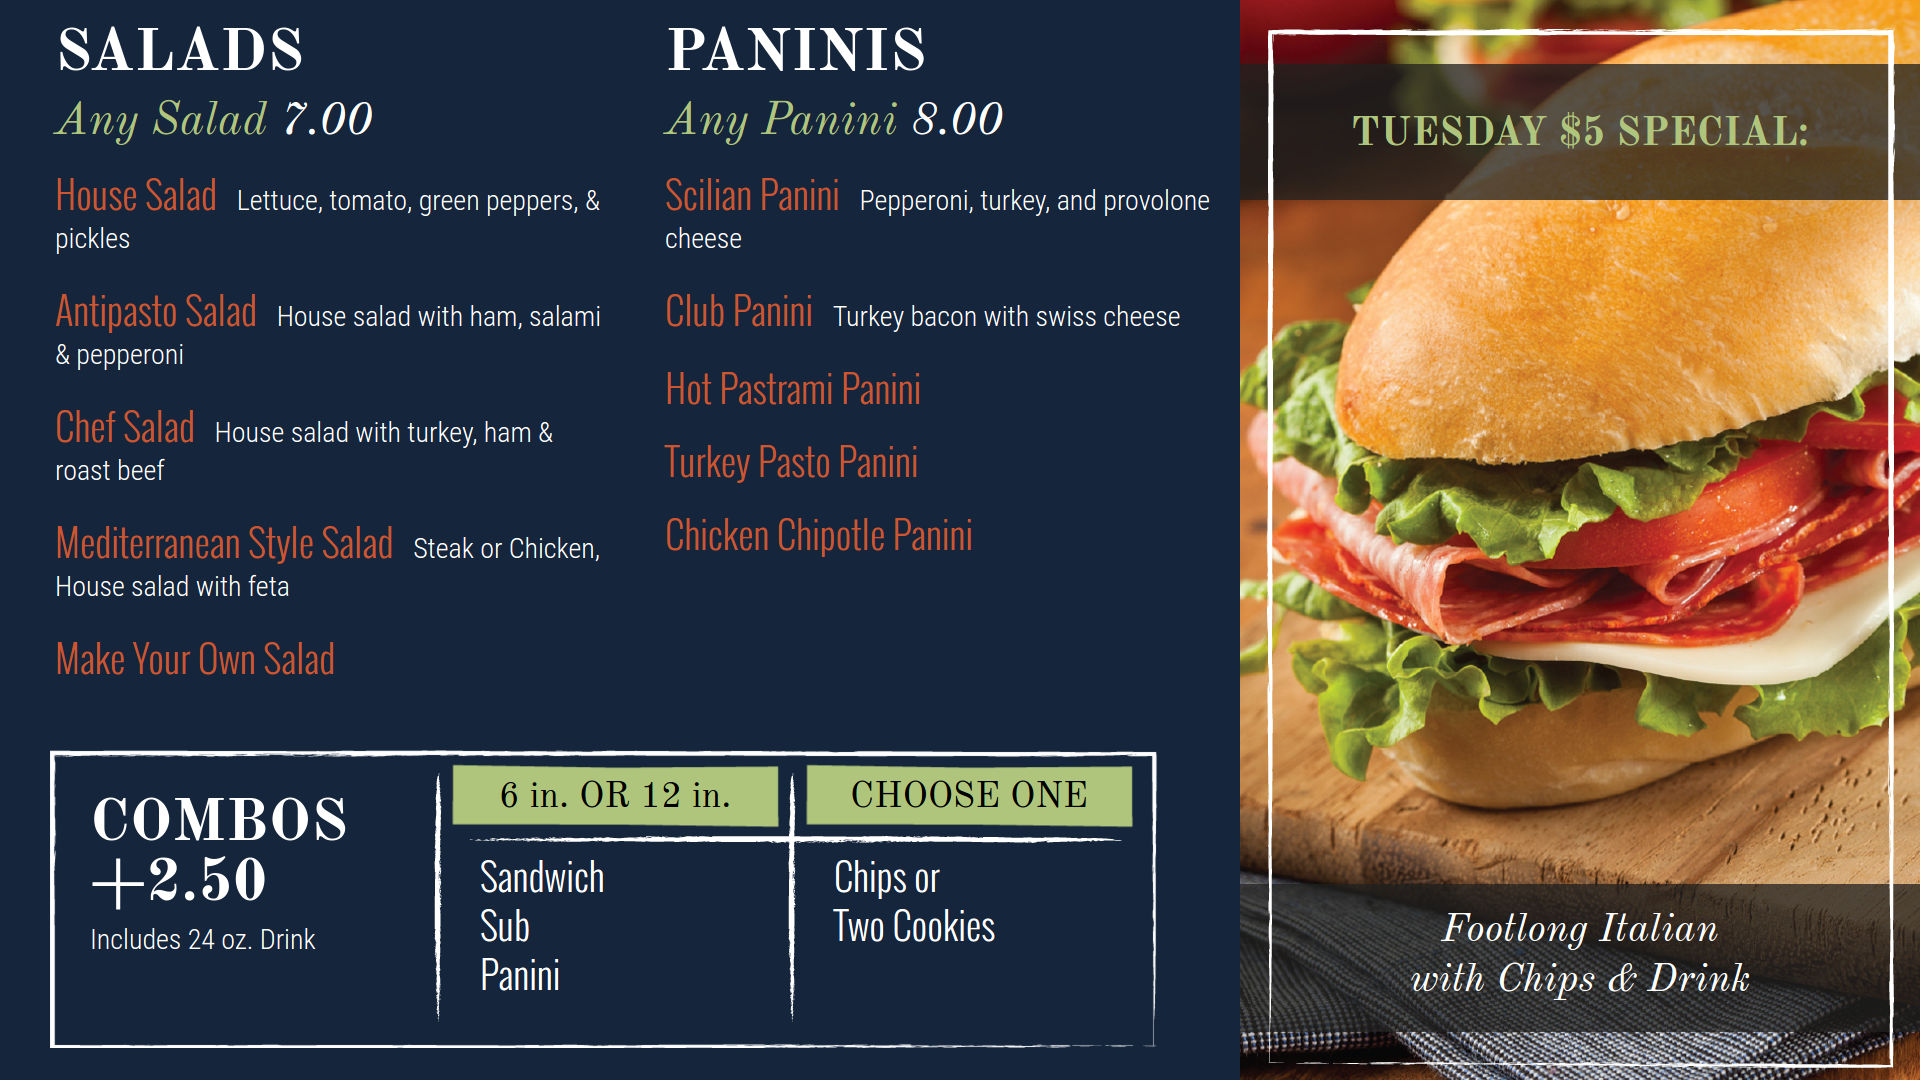 SALADS
Any Salad 7.00
House Salad Lettuce, tomato, green peppers, &
pickles
Antipasto Salad House salad with ham, salami
& pepperoni
Chef Salad House salad with turkey, ham &
roast beef
Mediterranean Style Salad Steak or Chicken,
House salad with feta
Make Your Own Salad
PANINIS
Any Panini 8.00
Scilian Panini Pepperoni, turkey, and provolone
cheese
Club Panini Turkey bacon with swiss cheese
Hot Pastrami Panini
Turkey Pasto Panini
Chicken Chipotle Panini
COMBOS
+2.50
Includes 24 oz. Drink
6 in. OR 12 in.
Sandwich
Sub
Panini
CHOOSE ONE
Chips or
Two Cookies
TUESDAY $5 SPECIAL:
Footlong Italian
with Chips & Drink